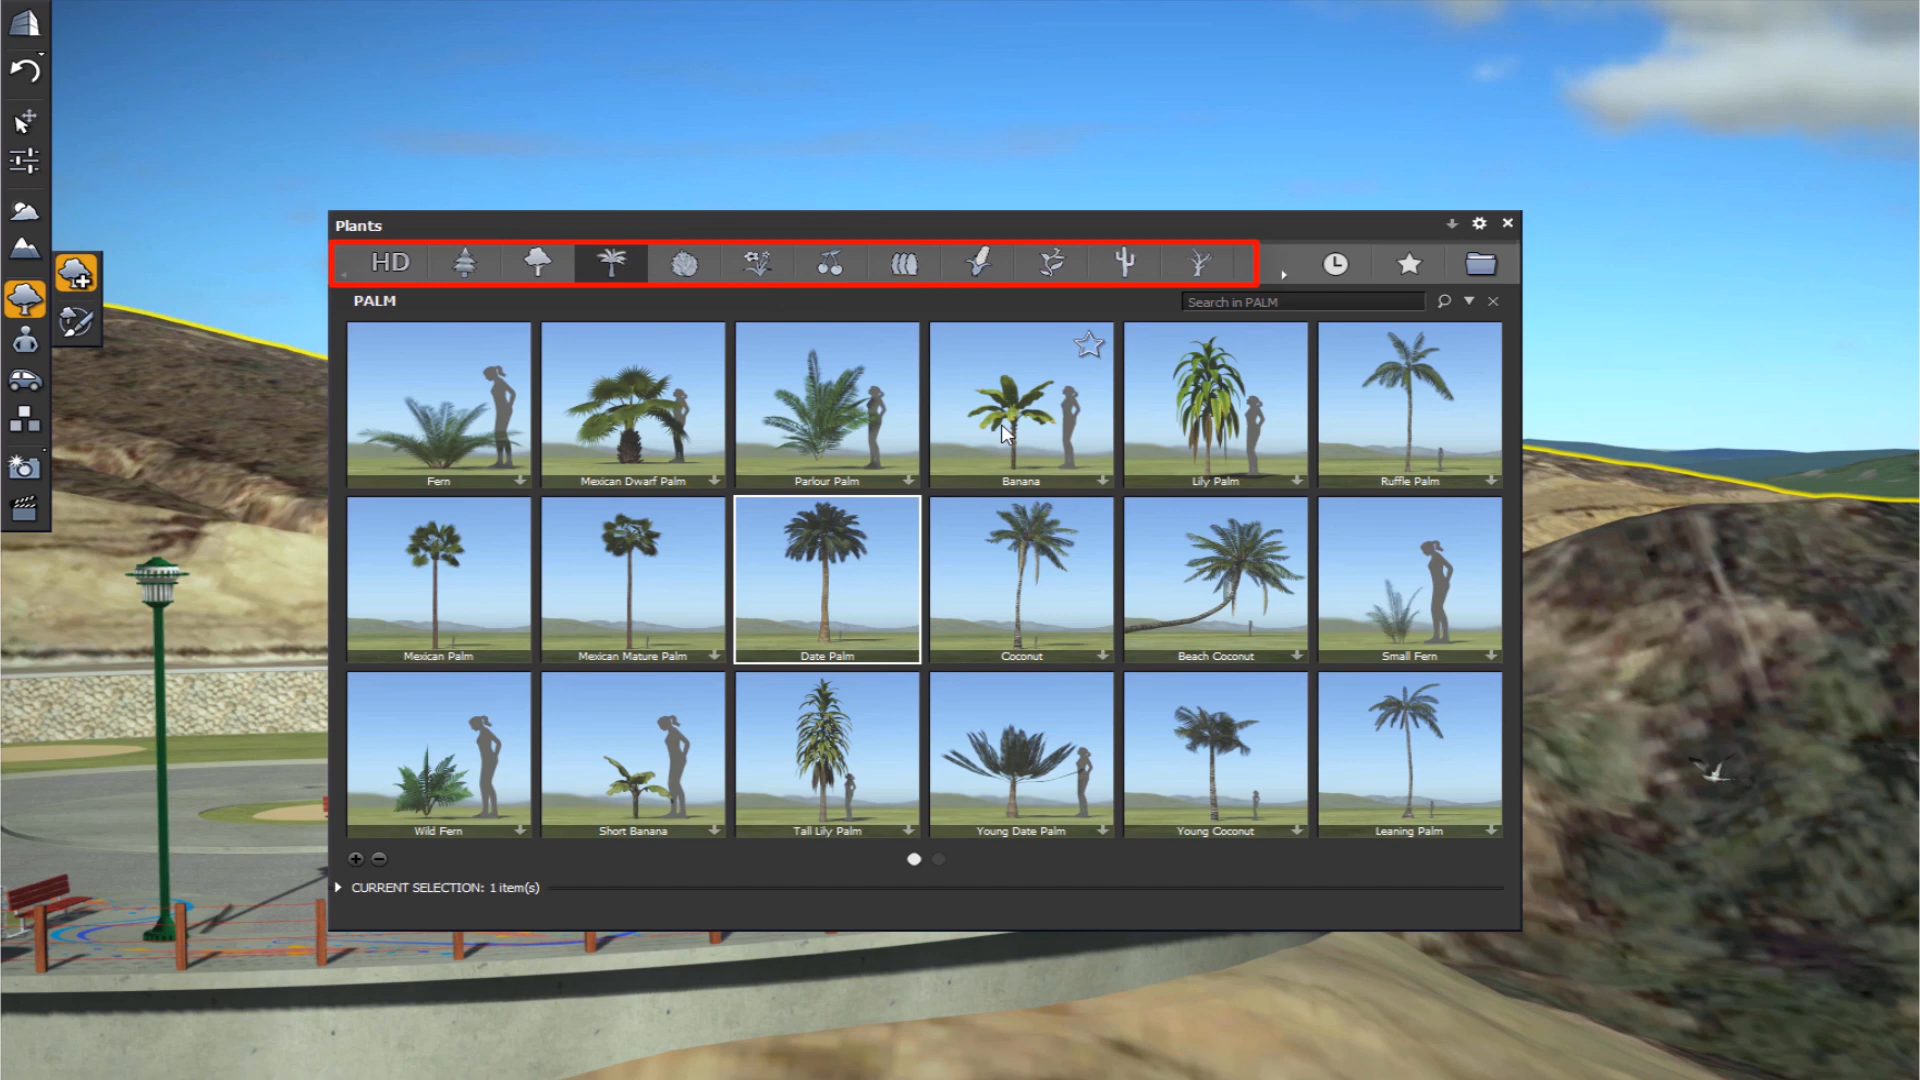 Plants
HD
PALM
Search in PALM
Fern
Mexican Dwarf Palm
Parlour Palm
Banana
Lily Palm
Ruffle Palm
Mexican Palm
Mexican Mature Palm
Date Palm
Coconut
Beach Coconut
Small Fern
Wild Fern
Short Banana
Tall Lily Palm
Young Date Palm
Young Coconut
Leaning Palm
CURRENT SELECTION: 1 item(s)